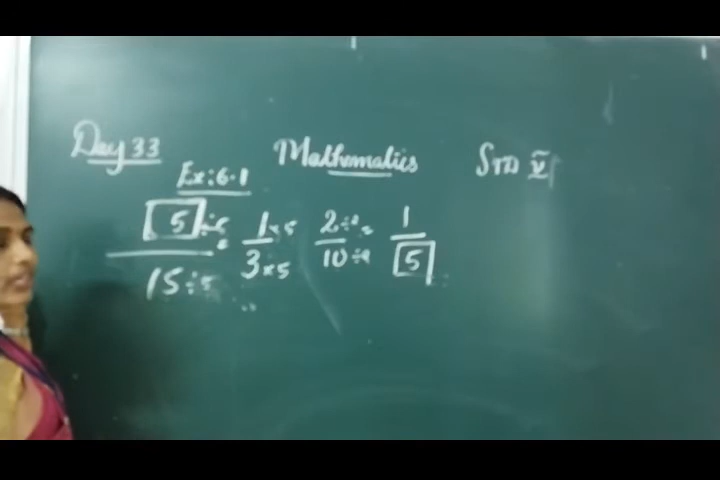 Day 33 Mathematics STD V
Ex: 6.1
5 ÷ 5 = 1 × 5 2 ÷ 2 = 1
15 ÷ 5 3 × 5 10 ÷ 2 5